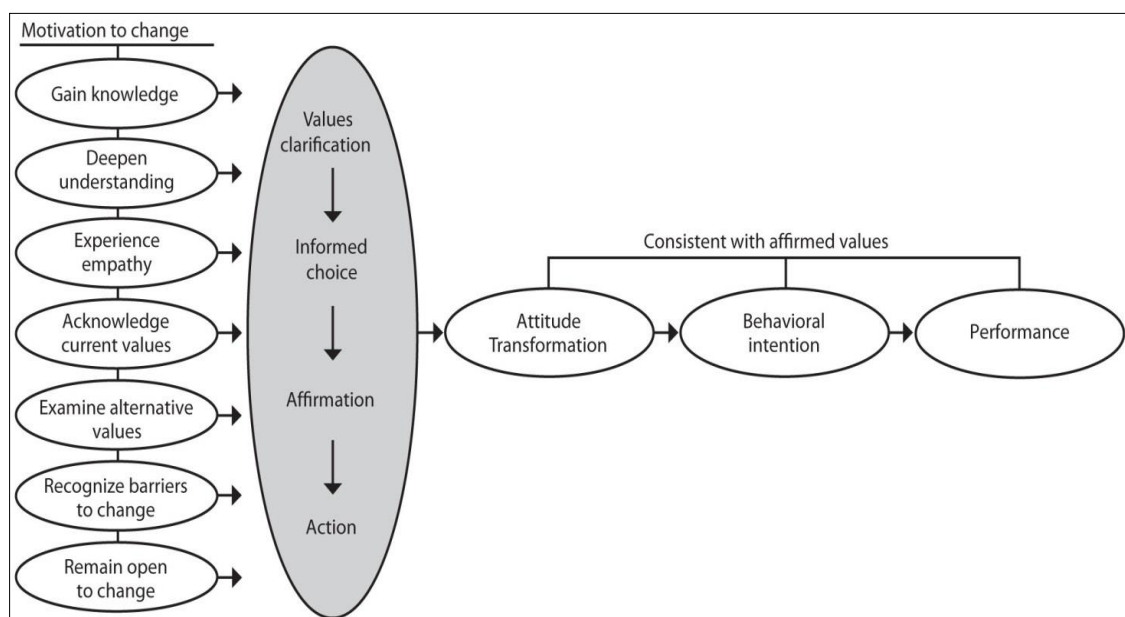 Motivation to change
Gain knowledge
Deepen
understanding
Experience
empathy
Acknowledge
current values
Examine alternative
values
Recognize barriers
to change
Remain open
to change
Values
clarification
Informed
choice
Affirmation
Action
Consistent with affirmed values
Attitude
Transformation
Behavioral
intention
Performance